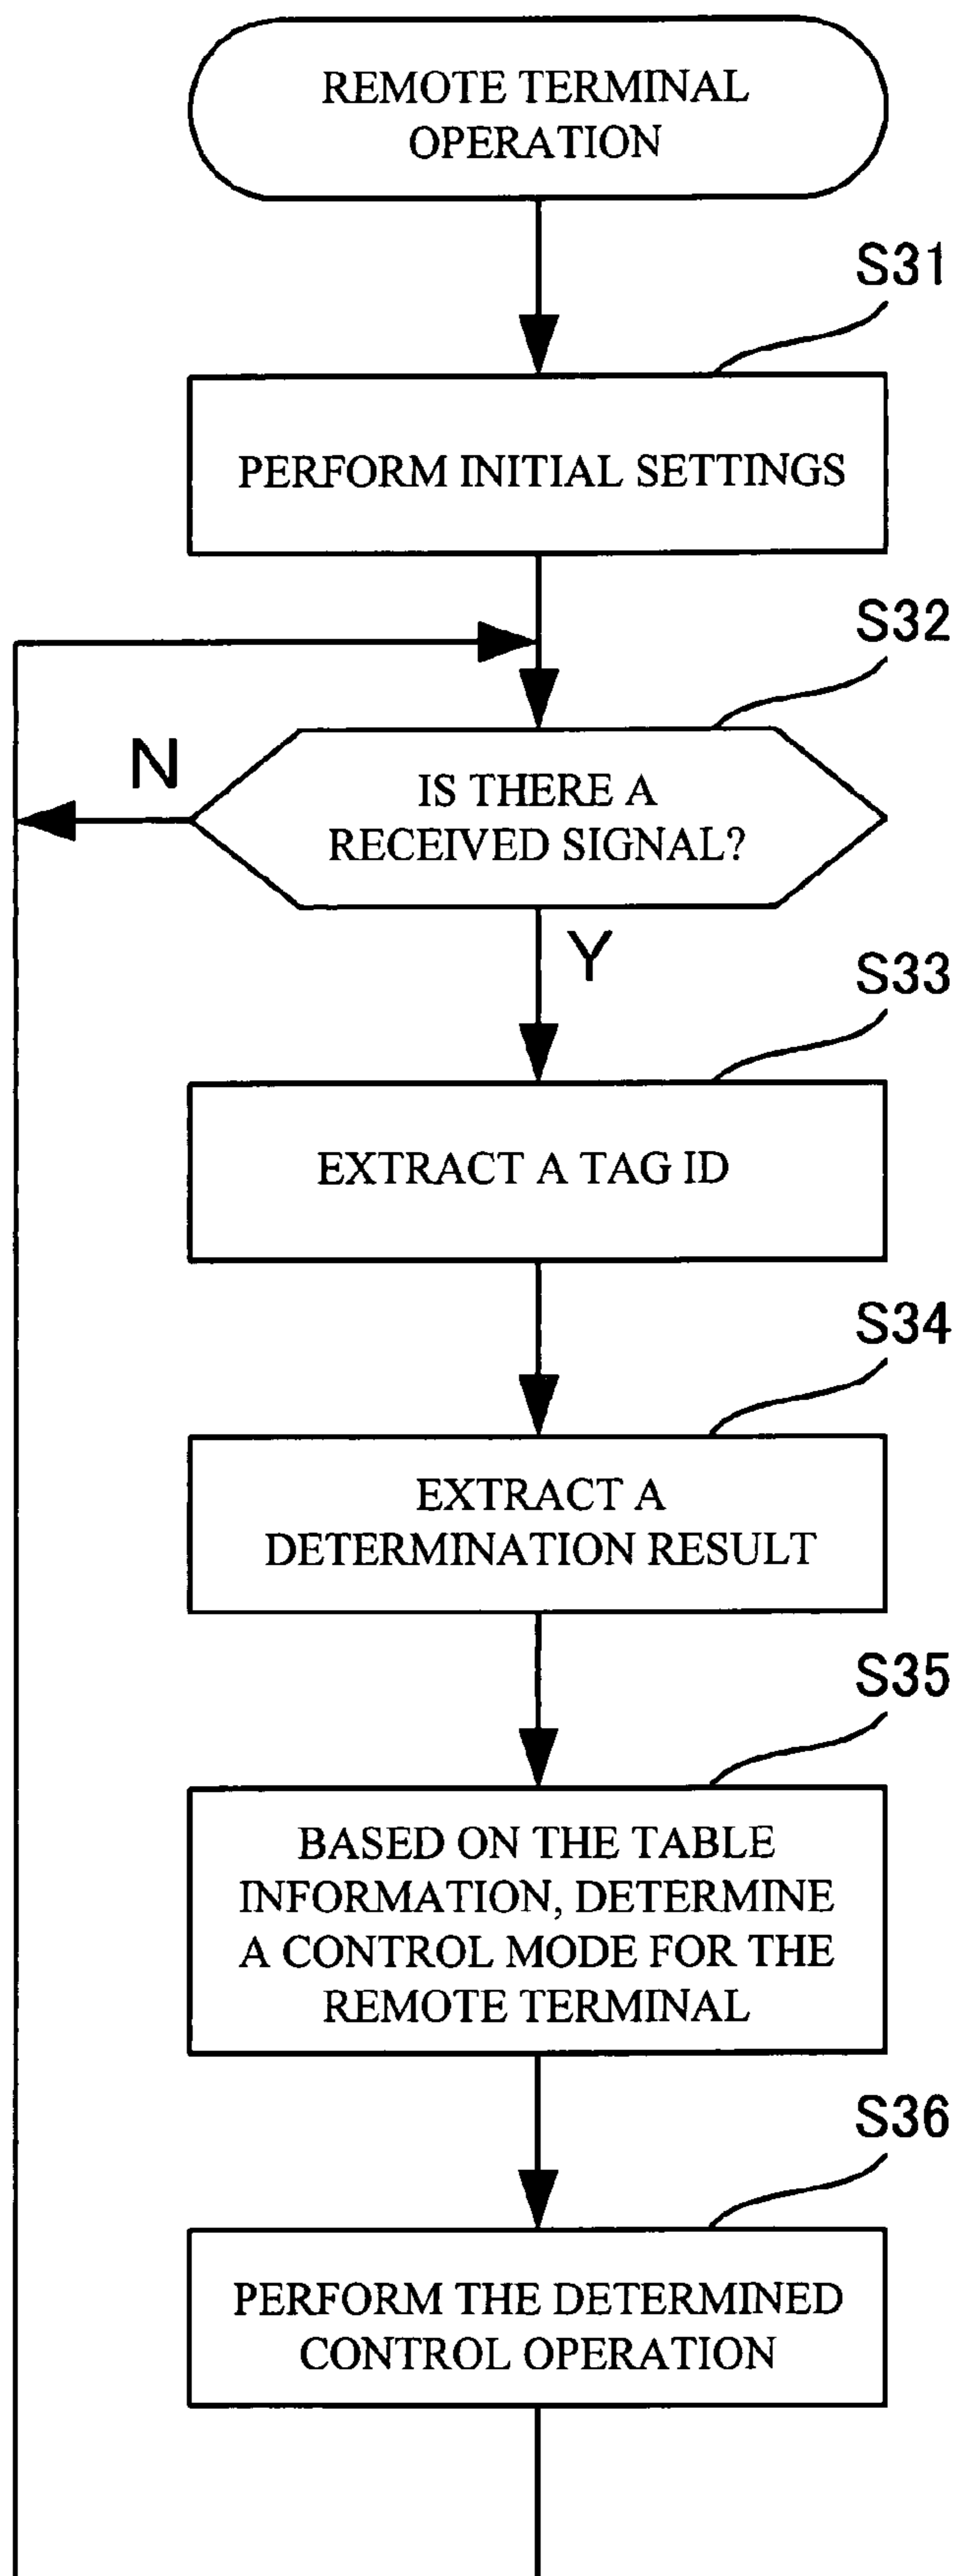 REMOTE TERMINAL
OPERATION
S31
PERFORM INITIAL SETTINGS
S32
N
IS THERE A
RECEIVED SIGNAL?
Y
S33
EXTRACT A TAG ID
S34
EXTRACT A
DETERMINATION RESULT
S35
BASED ON THE TABLE
INFORMATION, DETERMINE
A CONTROL MODE FOR THE
REMOTE TERMINAL
S36
PERFORM THE DETERMINED
CONTROL OPERATION